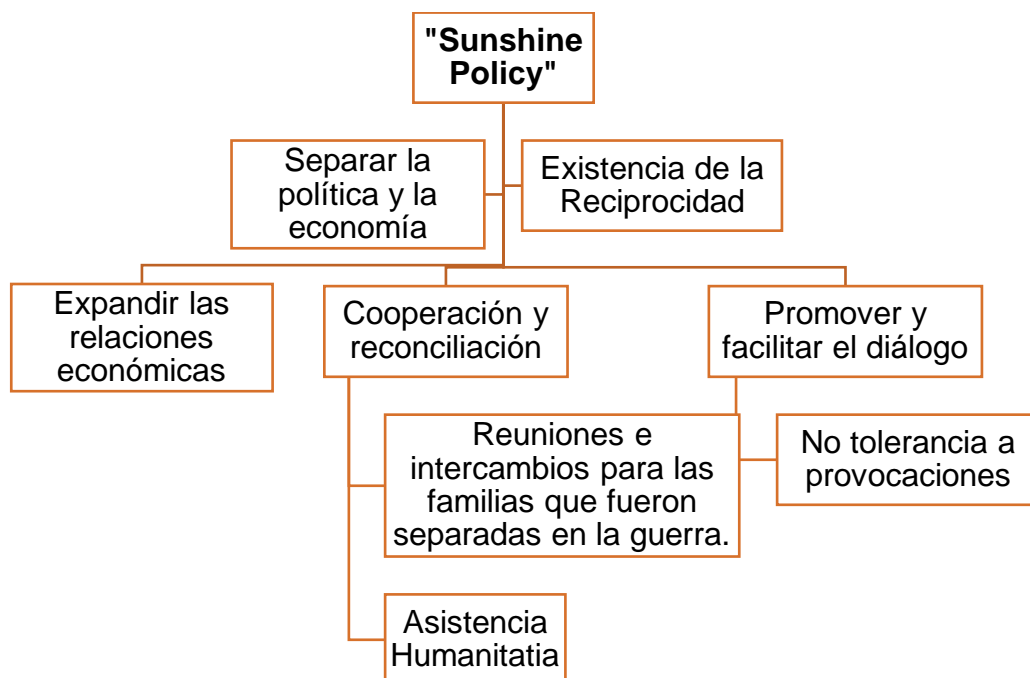 "Sunshine
Policy"
Separar la
política y la
economía
Existencia de la
Reciprocidad
Expandir las
relaciones
económicas
Cooperación y
reconciliación
Promover y
facilitar el diálogo
Reuniones e
intercambios para las
familias que fueron
separadas en la guerra.
No tolerancia a
provocaciones
Asistencia
Humanitatia